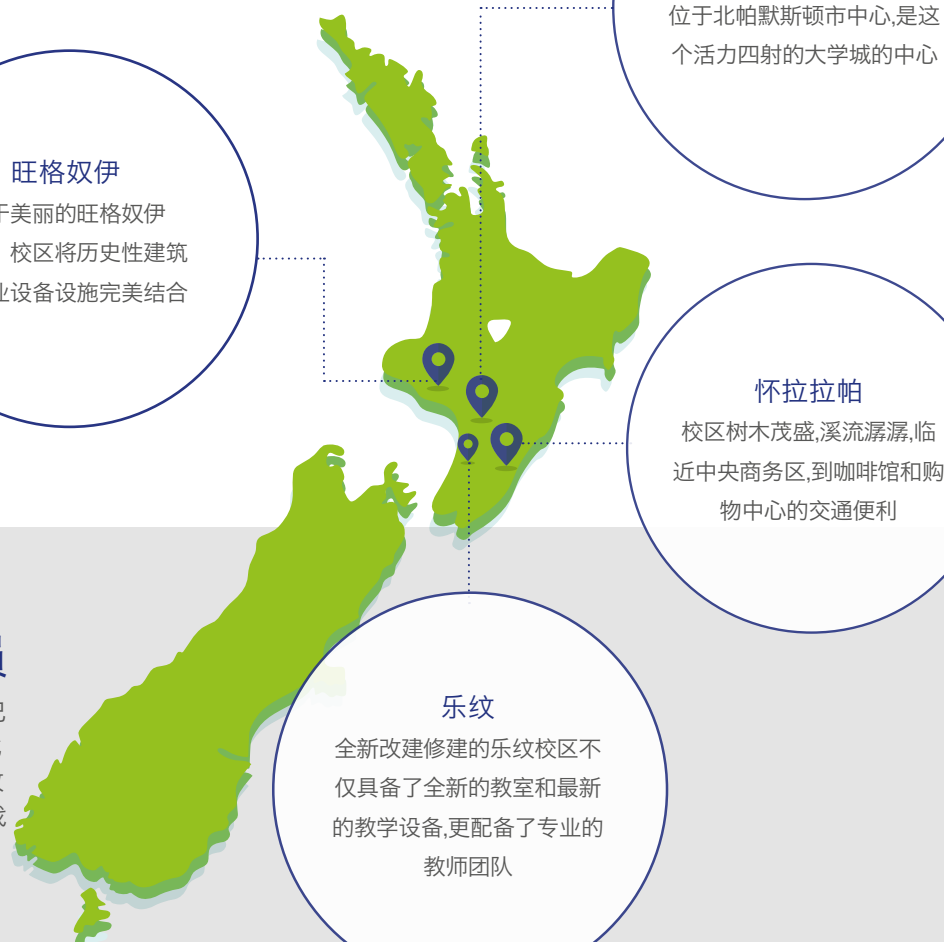 位于北帕默斯顿市中心,是这
个活力四射的大学城的中心
旺格奴伊
于美丽的旺格奴伊
校区将历史性建筑
业设备设施完美结合
怀拉拉帕
校区树木茂盛,溪流潺潺,临
近中央商务区,到咖啡馆和购
物中心的交通便利
乐纹
全新改建修建的乐纹校区不
仅具备了全新的教室和最新
的教学设备,更配备了专业的
教师团队